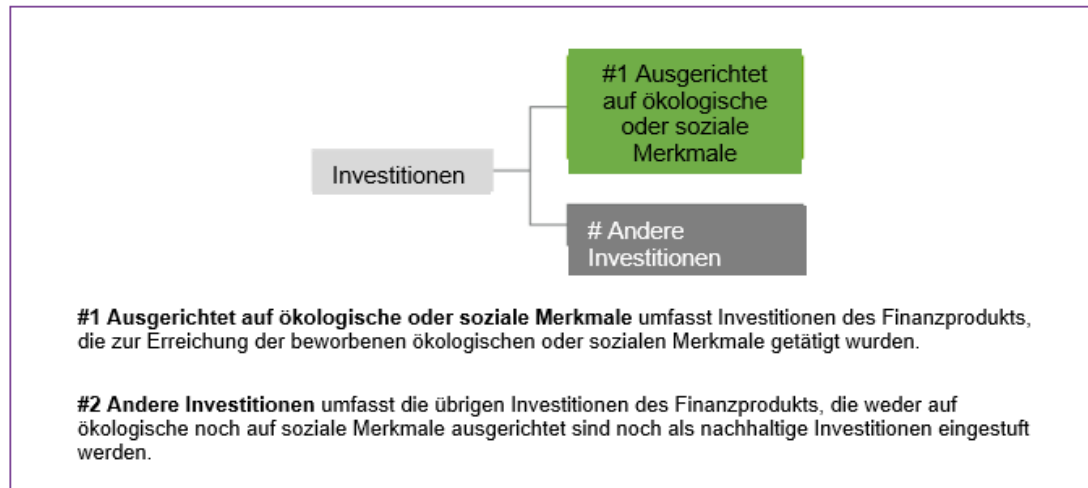 #1 Ausgerichtet
auf ökologische
oder soziale
Merkmale
Investitionen
# Andere
Investitionen
#1 Ausgerichtet auf ökologische oder soziale Merkmale umfasst Investitionen des Finanzprodukts,
die zur Erreichung der beworbenen ökologischen oder sozialen Merkmale getätigt wurden.
#2 Andere Investitionen umfasst die übrigen Investitionen des Finanzprodukts, die weder auf
ökologische noch auf soziale Merkmale ausgerichtet sind noch als nachhaltige Investitionen eingestuft
werden.